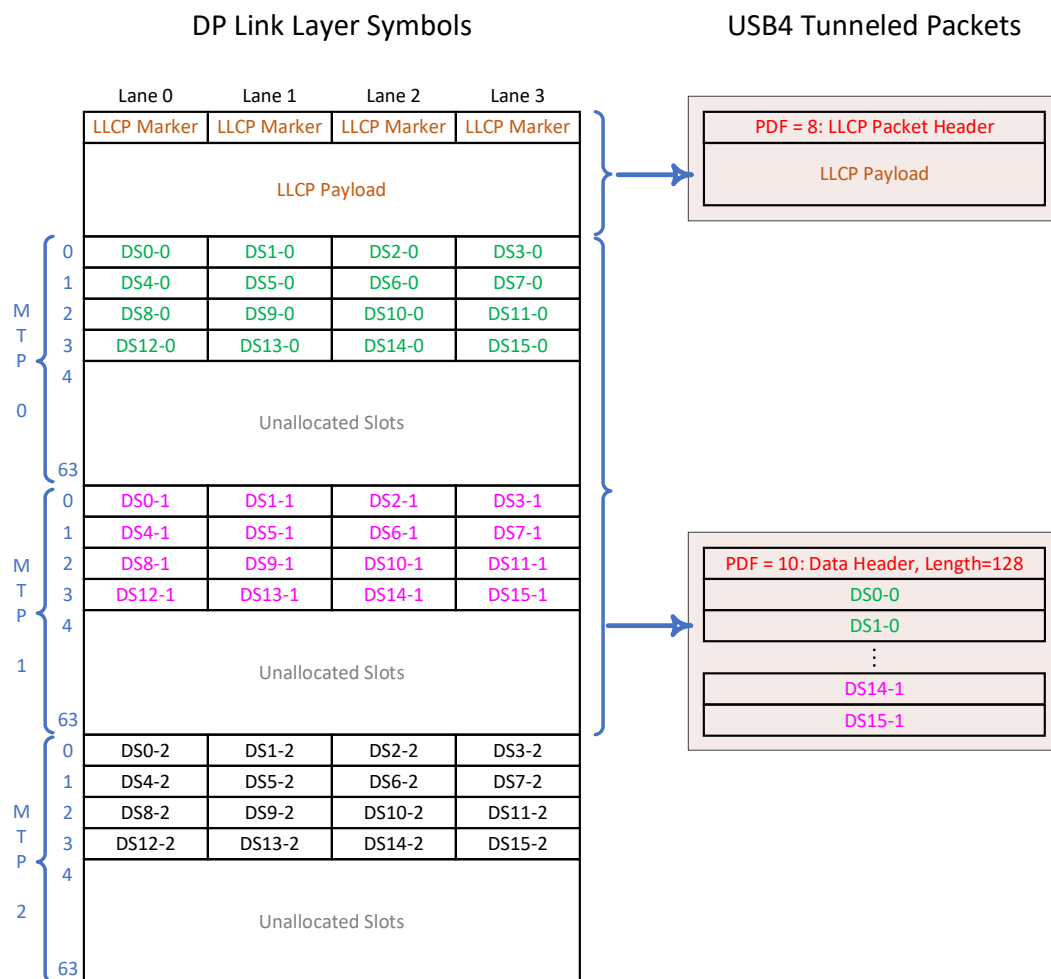 DP Link Layer Symbols USB4 Tunneled Packets
Lane 0 Lane 1 Lane 2 Lane 3
LLCP Marker LLCP Marker LLCP Marker LLCP Marker PDF = 8: LLCP Packet Header
LLCP Payload LLCP Payload
0 DS0-0 DS1-0 DS2-0 DS3-0
1 DS4-0 DS5-0 DS6-0 DS7-0
2 DS8-0 DS9-0 DS10-0 DS11-0
3 DS12-0 DS13-0 DS14-0 DS15-0
MTP 0
4
Unallocated Slots
63
0 DS0-1 DS1-1 DS2-1 DS3-1
1 DS4-1 DS5-1 DS6-1 DS7-1
2 DS8-1 DS9-1 DS10-1 DS11-1
3 DS12-1 DS13-1 DS14-1 DS15-1
MTP 1
4
Unallocated Slots
63
PDF = 10: Data Header, Length=128
DS0-0
DS1-0
⋮
DS14-1
DS15-1
0 DS0-2 DS1-2 DS2-2 DS3-2
1 DS4-2 DS5-2 DS6-2 DS7-2
2 DS8-2 DS9-2 DS10-2 DS11-2
3 DS12-2 DS13-2 DS14-2 DS15-2
MTP 2
4
Unallocated Slots
63